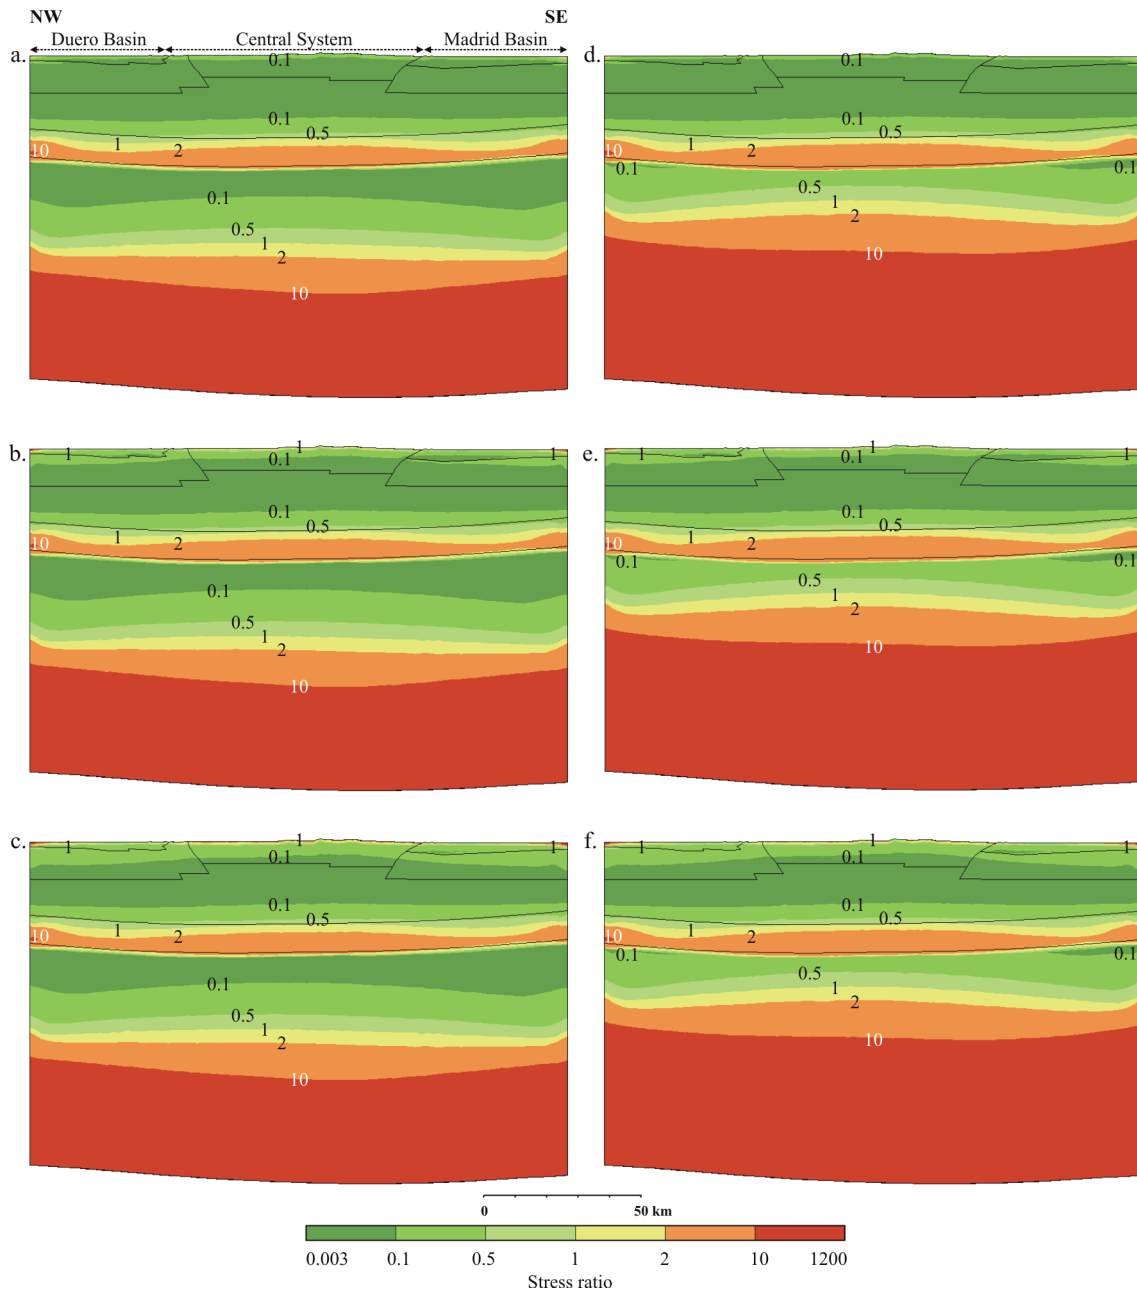 NW SE
Duero Basin Central System Madrid Basin
a. 0.1 d. 0.1
0.1 0.5 0.1 0.5
10 1 2 10 1 2
0.1 0.1
0.1 0.5
1
0.5 2
1
2 10
10
b. 1 1 1 e. 1 1 1
0.1 0.1
0.1 0.5 0.1 0.5
10 1 2 10 1 2
0.1 0.1
0.1 0.5
1
0.5 2
1
2 10
10
c. 1 1 1 f. 1 1 1
0.1 0.1
0.1 0.5 0.1 0.5
10 1 2 10 1 2
0.1 0.1
0.1 0.5
1
0.5 2
1
2 10
10
0 50 km
0.003 0.1 0.5 1 2 10 1200
Stress ratio